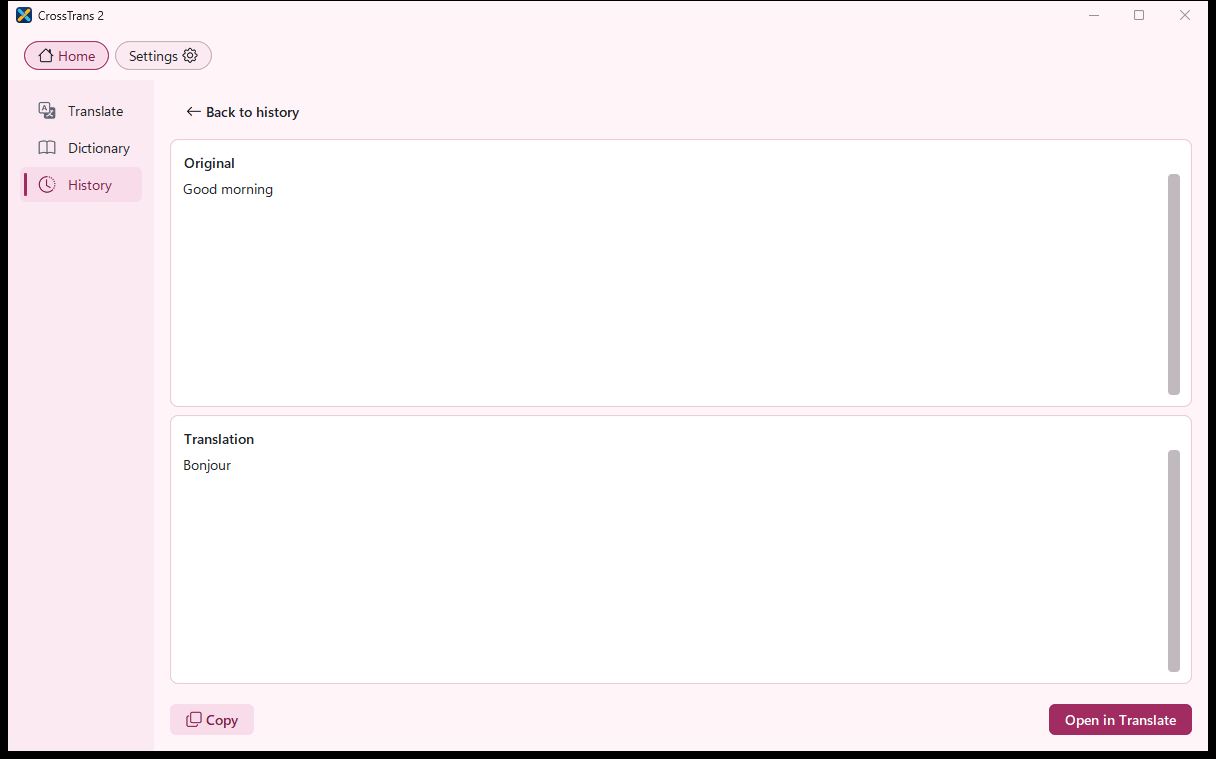 CrossTrans 2
Home
Settings
Translate
Dictionary
History
Back to history
Original
Good morning
Translation
Bonjour
Copy
Open in Translate